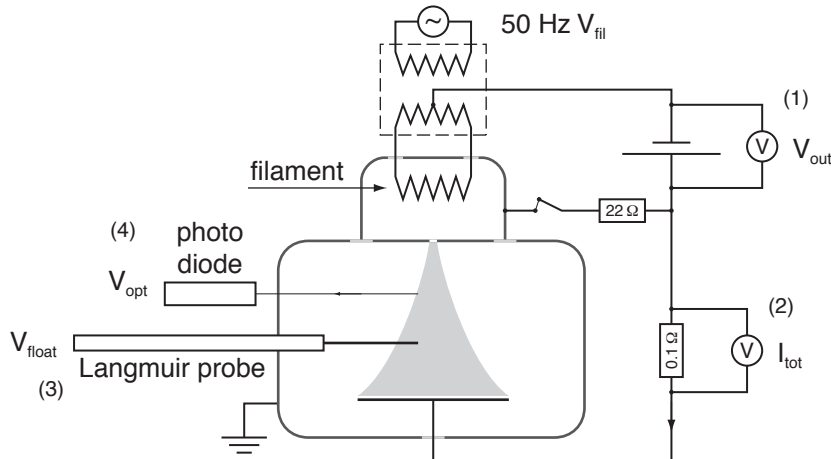 50 Hz V_fil
(1)
V
V_out
filament
22 Ω
(4)
photo
diode
V_opt
(2)
0.1 Ω
V
I_tot
V_float
Langmuir probe
(3)